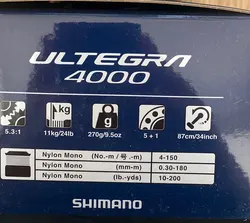 ULTEGRA
4000
kg
g
5.3:1
11kg/24lb
270g/9.5oz
5 + 1
87cm/34inch
Nylon Mono (No.-m / 号.-m) 4-150
Nylon Mono (mm-m) 0.30-180
Nylon Mono (lb.-yds) 10-200
SHIMANO